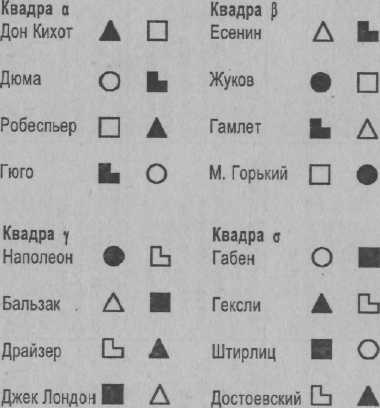 Квадра α
Дон Кихот
Дюма
Робеспьер
Гюго
Квадра β
Есенин
Жуков
Гамлет
М. Горький
Квадра γ
Наполеон
Бальзак
Драйзер
Джек Лондон
Квадра σ
Габен
Гексли
Штирлиц
Достоевский